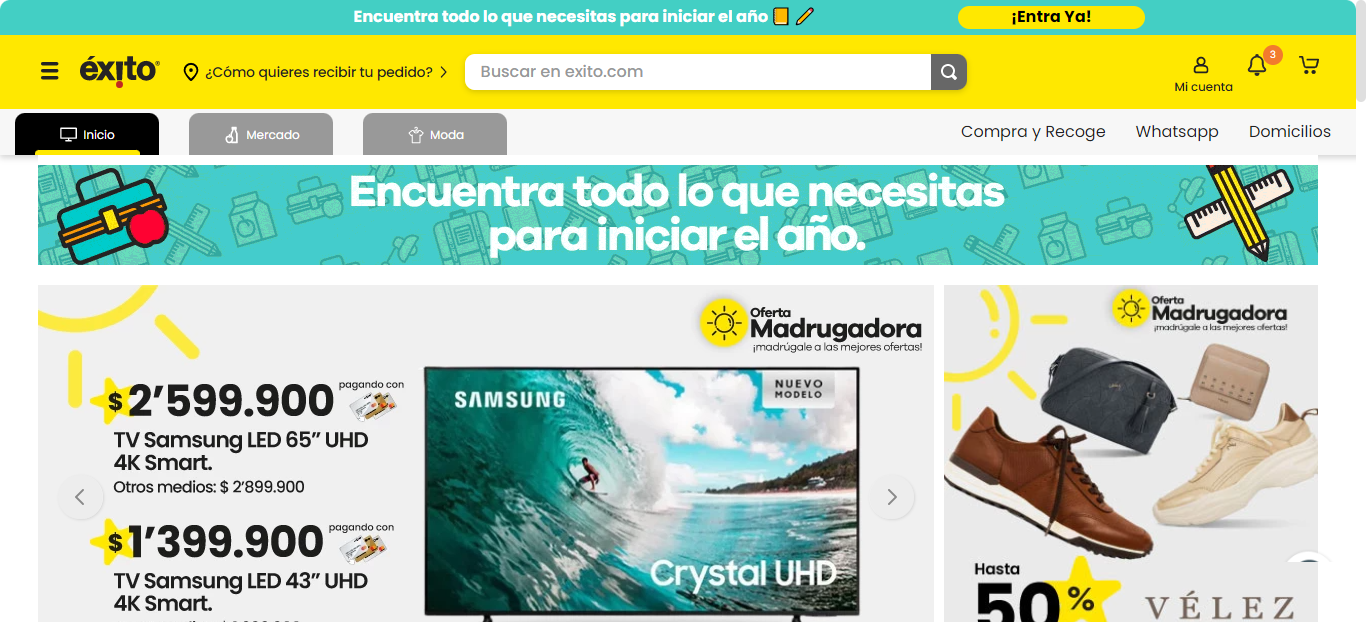 Encuentra todo lo que necesitas para iniciar el año
¡Entra Ya!
éxito
¿Cómo quieres recibir tu pedido?
Buscar en exito.com
Mi cuenta
3
Inicio
Mercado
Moda
Compra y Recoge
Whatsapp
Domicilios
Encuentra todo lo que necesitas
para iniciar el año.
Oferta
Madrugadora
¡madrúgale a las mejores ofertas!
$2’599.900
pagando con
TV Samsung LED 65” UHD
4K Smart.
Otros medios: $ 2’899.900
$1’399.900
pagando con
TV Samsung LED 43” UHD
4K Smart.
SAMSUNG
NUEVO
MODELO
Crystal UHD
Oferta
Madrugadora
¡madrúgale a las mejores ofertas!
Hasta
50%
VÉLEZ